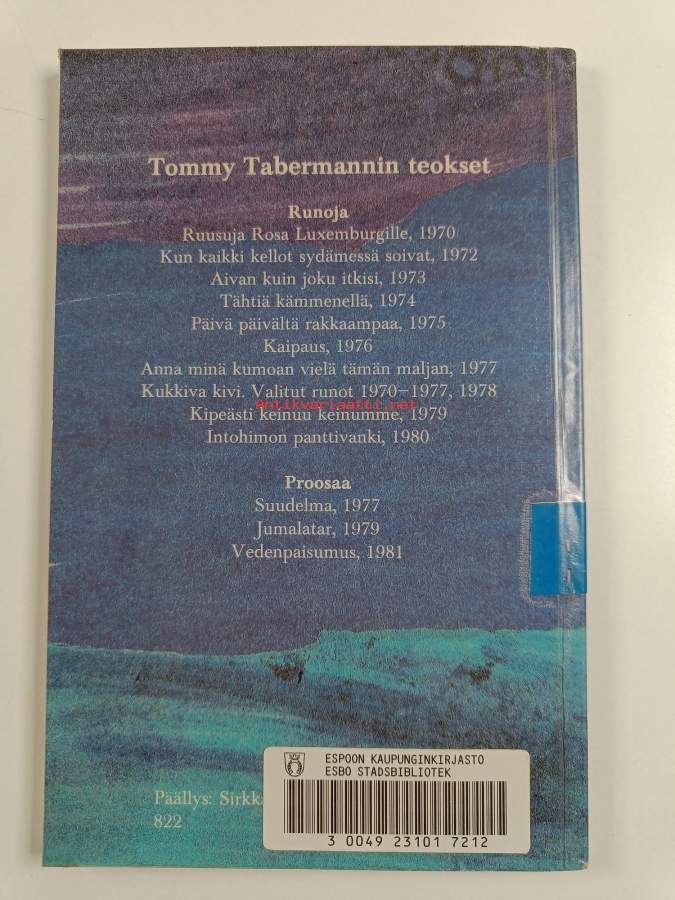 Tommy Tabermannin teokset
Runoja
Ruusuja Rosa Luxemburgille, 1970
Kun kaikki kellot sydämessä soivat, 1972
Aivan kuin joku itkisi, 1973
Tähtiä kämmenellä, 1974
Päivä päivältä rakkaampaa, 1975
Kaipaus, 1976
Anna minä kumoan vielä tämän maljan, 1977
Kukkiva kivi. Valitut runot 1970–1977, 1978
Antikvariaatti.net
Kipeästi keinuu keinumme, 1979
Intohimon panttivanki, 1980
Proosaa
Suudelma, 1977
Jumalatar, 1979
Vedenpaisumus, 1981
ESPOON KAUPUNGINKIRJASTO
ESBO STADSBIBLIOTEK
Päällys: Sirkka
822
3 0049 23101 7212